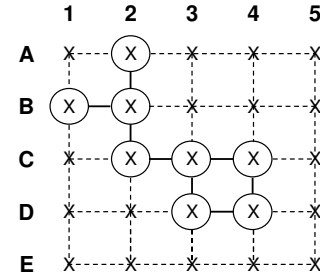 1 2 3 4 5
A X X X X X
B X X X X X
C X X X X X
D X X X X X
E X X X X X